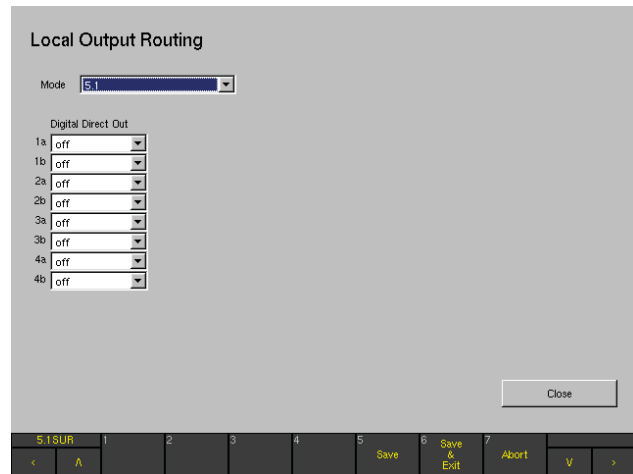 Local Output Routing
Mode 5.1
Digital Direct Out
1a off
1b off
2a off
2b off
3a off
3b off
4a off
4b off
Close
5.1SUR 1 2 3 4 5 Save 6 Save & Exit 7 Abort
< ∧ ∨ >